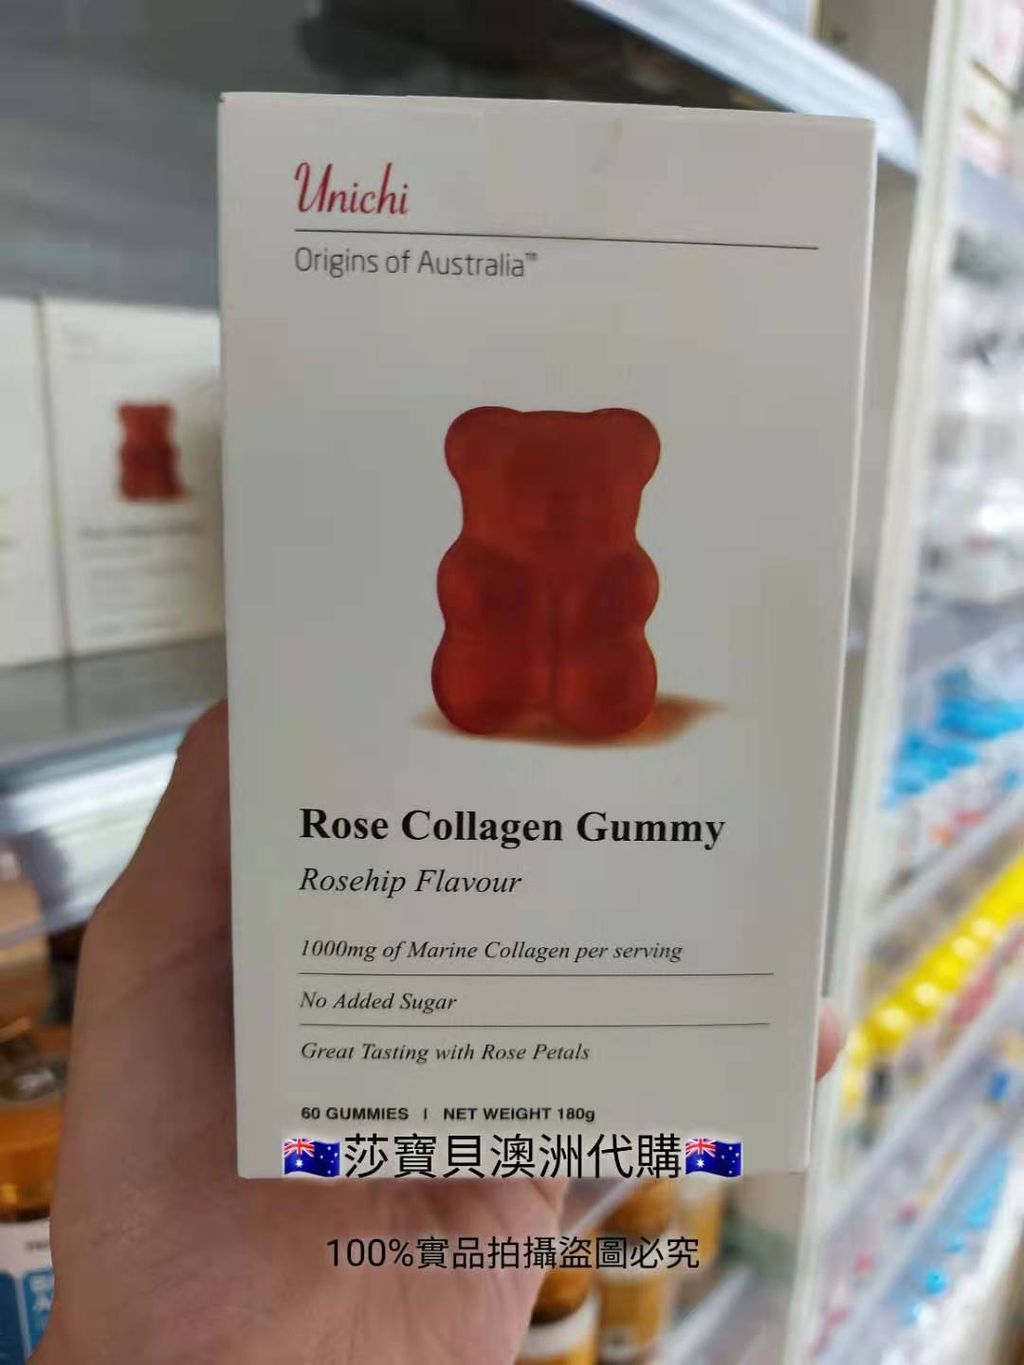 Unichi
Origins of Australia™
Rose Collagen Gummy
Rosehip Flavour
1000mg of Marine Collagen per serving
No Added Sugar
Great Tasting with Rose Petals
60 GUMMIES | NET WEIGHT 180g
🇦🇺莎寶貝澳洲代購🇦🇺
100%實品拍攝盜圖必究